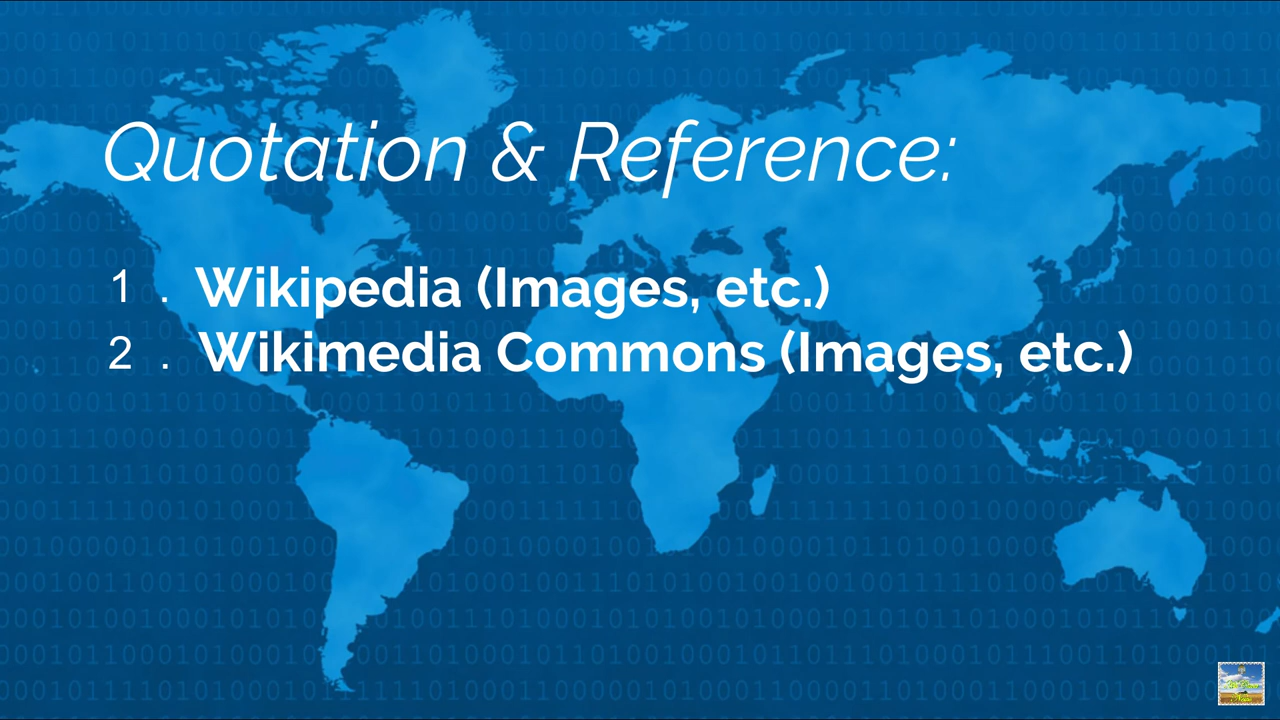 Quotation & Reference:
1 . Wikipedia (Images, etc.)
2 . Wikimedia Commons (Images, etc.)